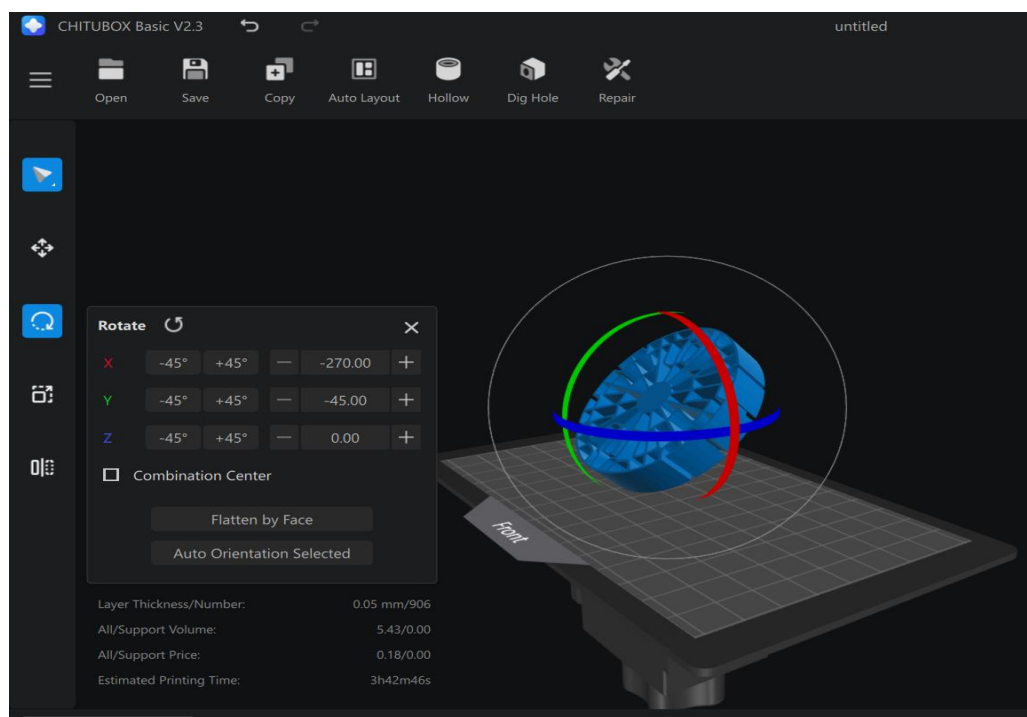 CHITUBOX Basic V2.3 untitled
Open Save Copy Auto Layout Hollow Dig Hole Repair
Rotate
X -45° +45° -270.00 +
Y -45° +45° -45.00 +
Z -45° +45° 0.00 +
Combination Center
Flatten by Face
Auto Orientation Selected
Front
Layer Thickness/Number: 0.05 mm/906
All/Support Volume: 5.43/0.00
All/Support Price: 0.18/0.00
Estimated Printing Time: 3h42m46s